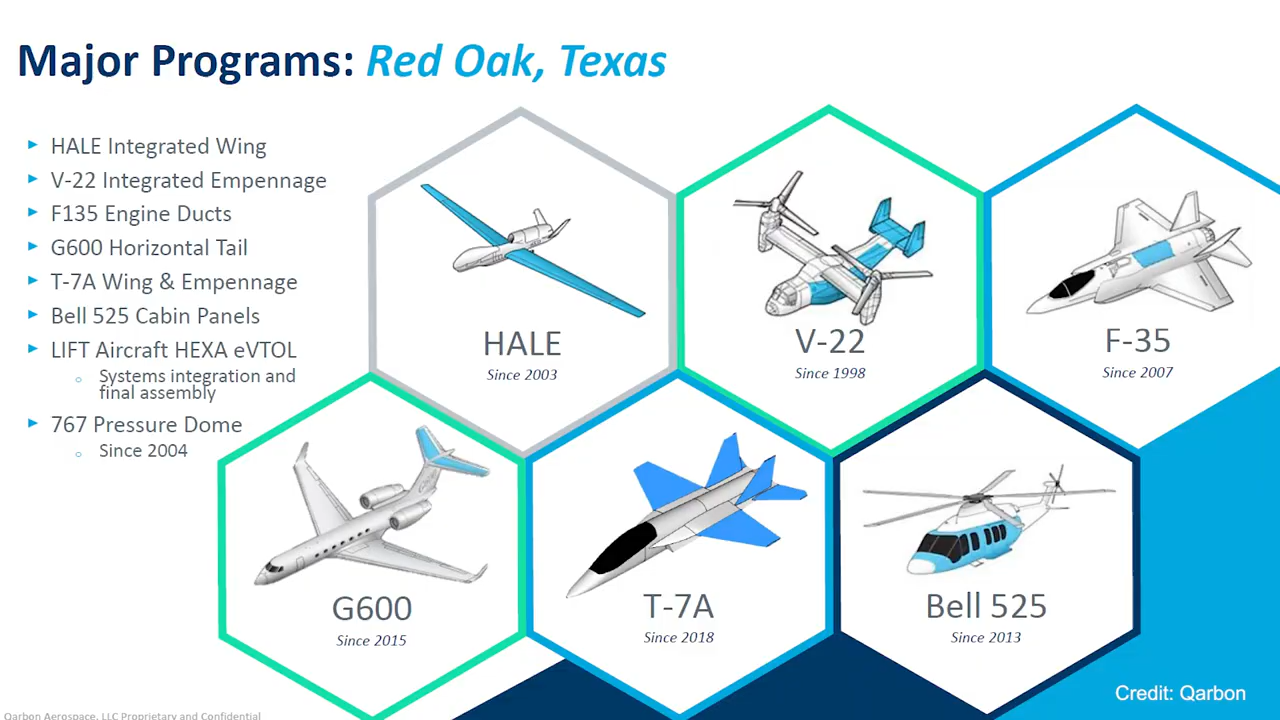 Major Programs: Red Oak, Texas
HALE Integrated Wing
V-22 Integrated Empennage
F135 Engine Ducts
G600 Horizontal Tail
T-7A Wing & Empennage
Bell 525 Cabin Panels
LIFT Aircraft HEXA eVTOL
Systems integration and
final assembly
767 Pressure Dome
Since 2004
HALE
Since 2003
V-22
Since 1998
F-35
Since 2007
G600
Since 2015
T-7A
Since 2018
Bell 525
Since 2013
Credit: Qarbon
Qarbon Aerospace, LLC Proprietary and Confidential